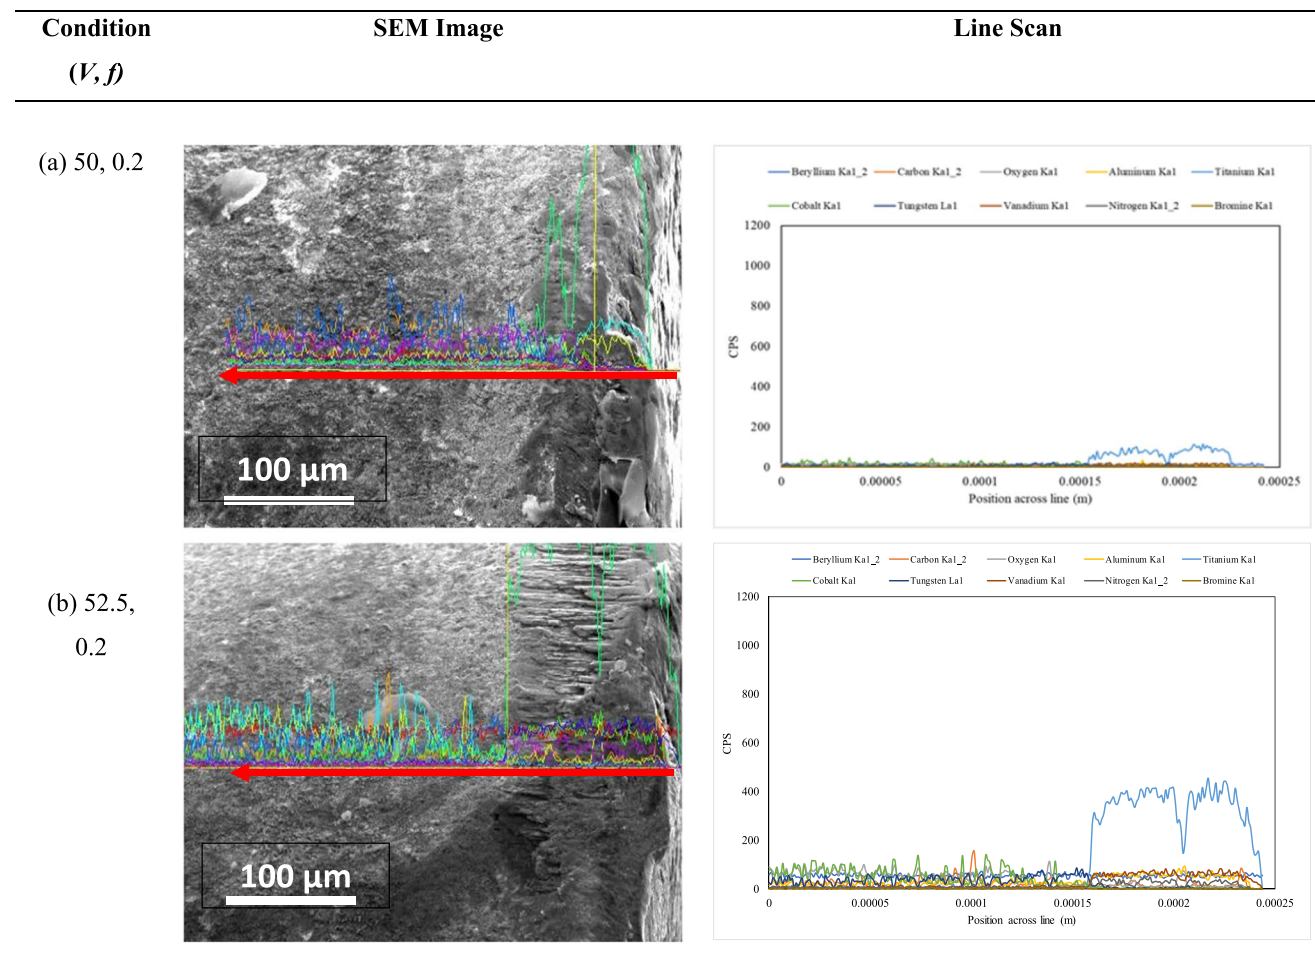 Condition SEM Image Line Scan
(V, f)
(a) 50, 0.2
100 µm
Beryllium Ka1_2 Carbon Ka1_2 Oxygen Ka1 Aluminum Ka1 Titanium Ka1
Cobalt Ka1 Tungsten La1 Vanadium Ka1 Nitrogen Ka1_2 Bromine Ka1
1200
1000
800
600
400
200
0
CPS
0 0.00005 0.0001 0.00015 0.0002 0.00025
Position across line (m)
(b) 52.5,
0.2
100 µm
Beryllium Ka1_2 Carbon Ka1_2 Oxygen Ka1 Aluminum Ka1 Titanium Ka1
Cobalt Ka1 Tungsten La1 Vanadium Ka1 Nitrogen Ka1_2 Bromine Ka1
1200
1000
800
600
400
200
0
CPS
0 0.00005 0.0001 0.00015 0.0002 0.00025
Position across line (m)